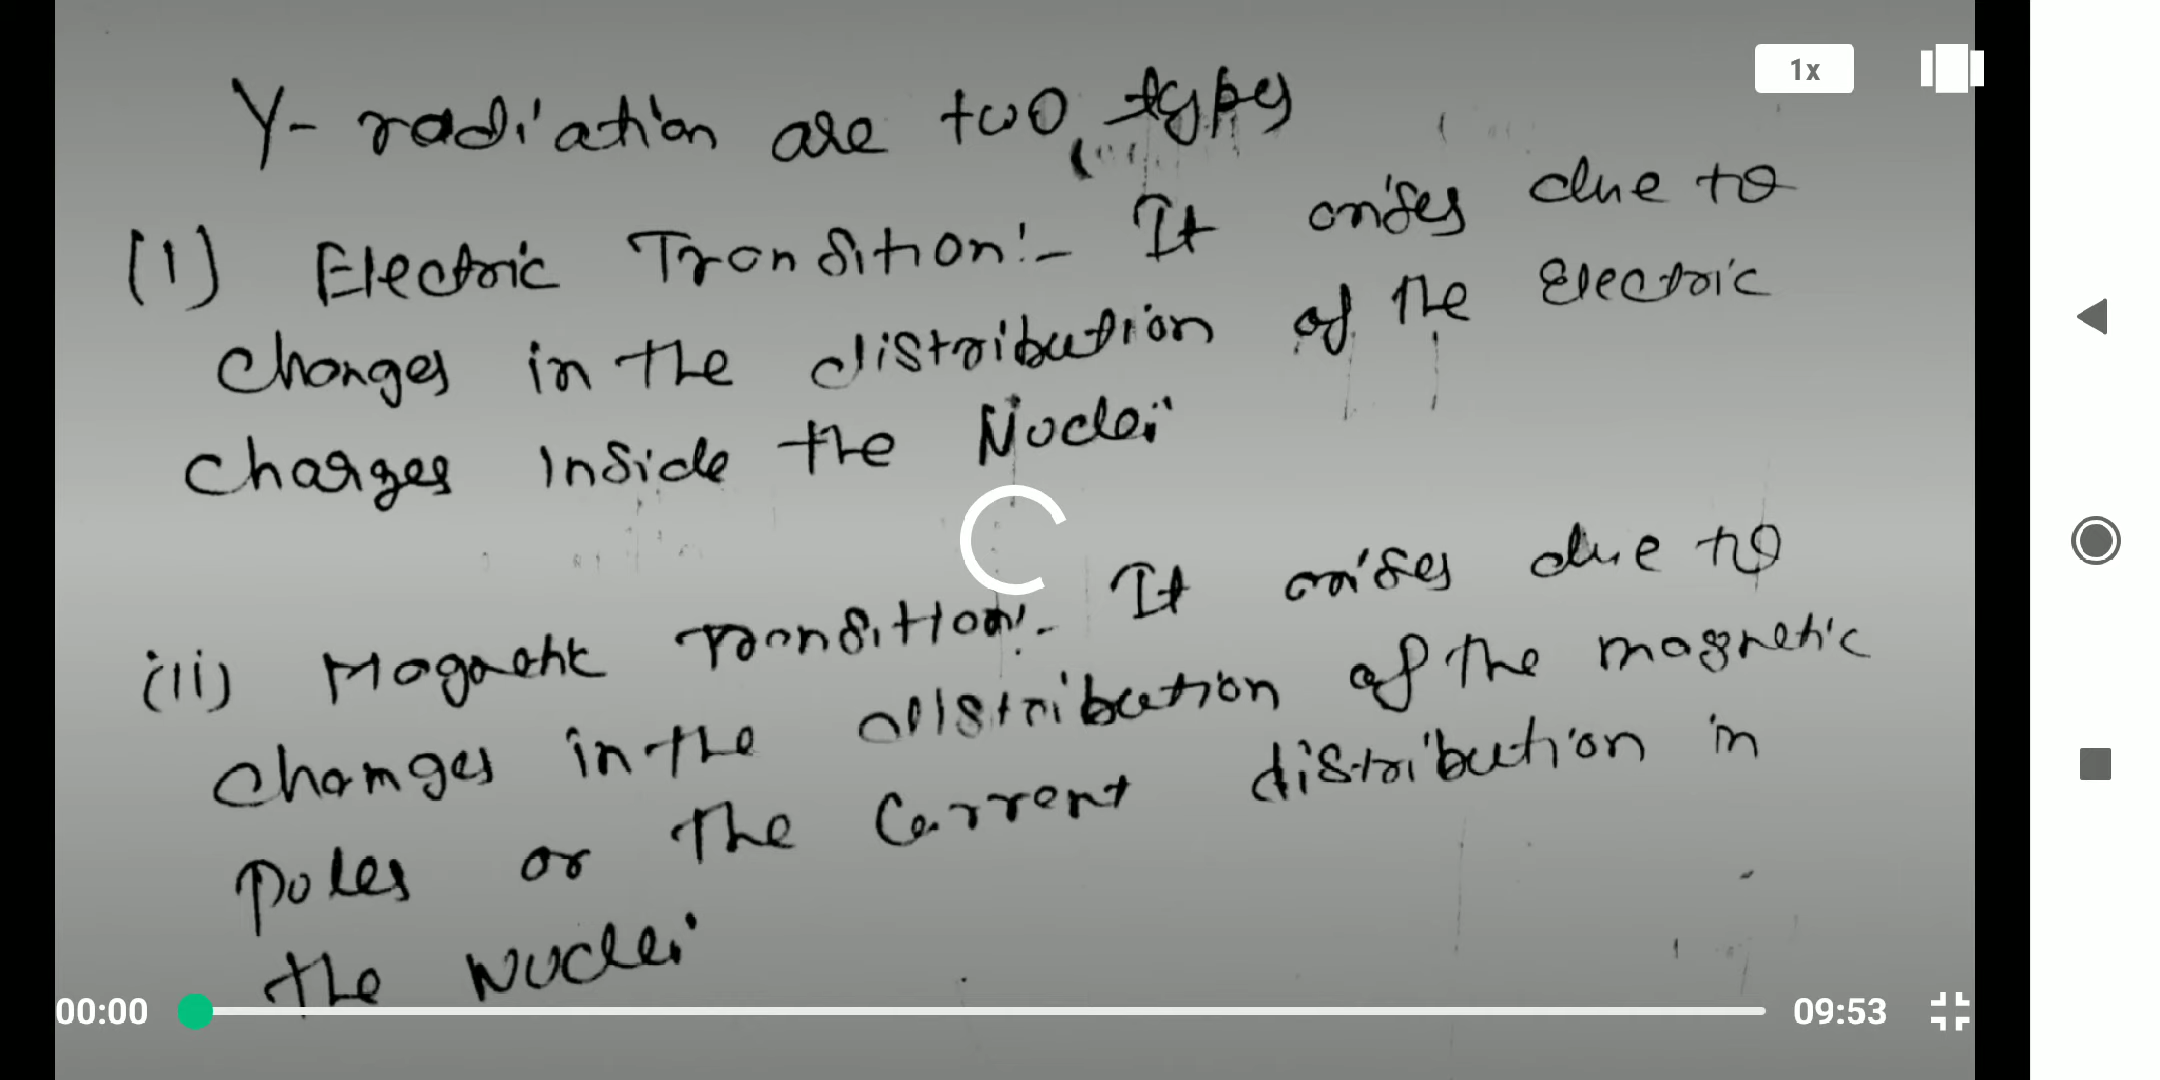 1x
γ- radiation are two types
(i) Electric Transition:- It arises due to
changes in the distribution of the Electric
charges inside the Nuclei
(ii) Magnetic Transition:- It arises due to
changes in the distribution of the magnetic
poles or the current distribution in
the Nuclei
00:00
09:53